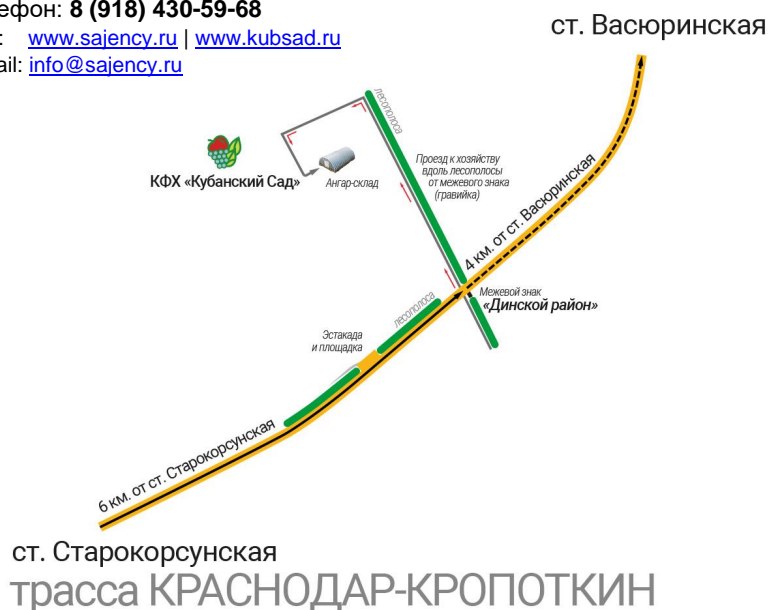 ефон: 8 (918) 430-59-68
: www.sajency.ru | www.kubsad.ru
ail: info@sajency.ru
ст. Васюринская
лесополоса
КФХ «Кубанский Сад»
Ангар-склад
Проезд к хозяйству
вдоль лесополосы
от межевого знака
(гравийка)
4 км. от ст. Васюринская
Межевой знак
«Динской район»
лесополоса
Эстакада
и площадка
6 км. от ст. Старокорсунская
ст. Старокорсунская
трасса КРАСНОДАР-КРОПОТКИН